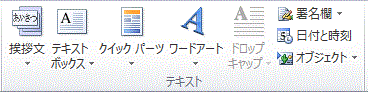 あいさつ
A
A
A
挨拶文
テキスト
ボックス
クイック パーツ
ワードアート
ドロップ
キャップ
署名欄
日付と時刻
オブジェクト
テキスト